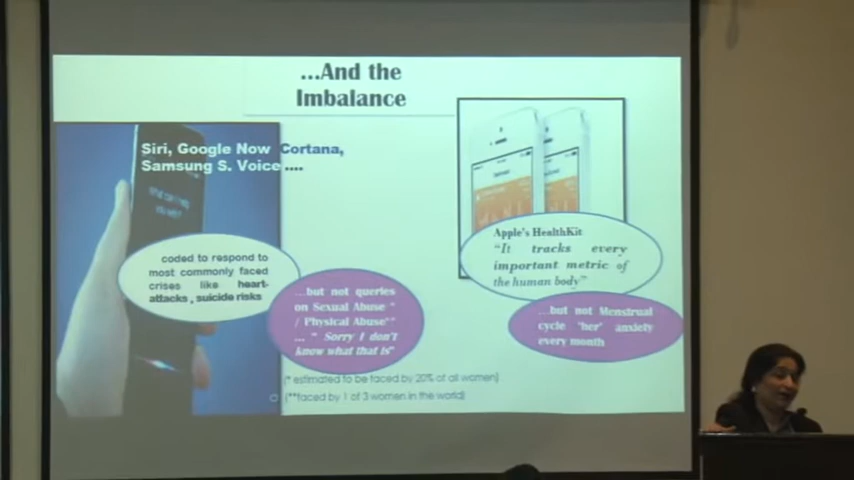 ...And the
Imbalance
Siri, Google Now Cortana,
Samsung S. Voice ....
coded to respond to
most commonly faced
crises like heart-
attacks, suicide risks
...but not queries
on Sexual Abuse *
/ Physical Abuse**
... " Sorry I don't
know what that is"
(* estimated to be faced by 20% of all women)
(**faced by 1 of 3 women in the world)
Apple's HealthKit
"It tracks every
important metric of
the human body"
...but not Menstrual
cycle 'her' anxiety
every month